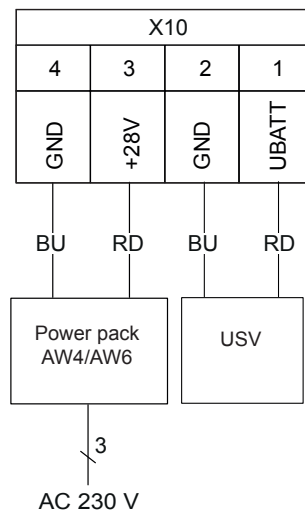 X10
4 3 2 1
GND +28V GND UBATT
BU RD BU RD
Power pack
AW4/AW6
USV
3
AC 230 V